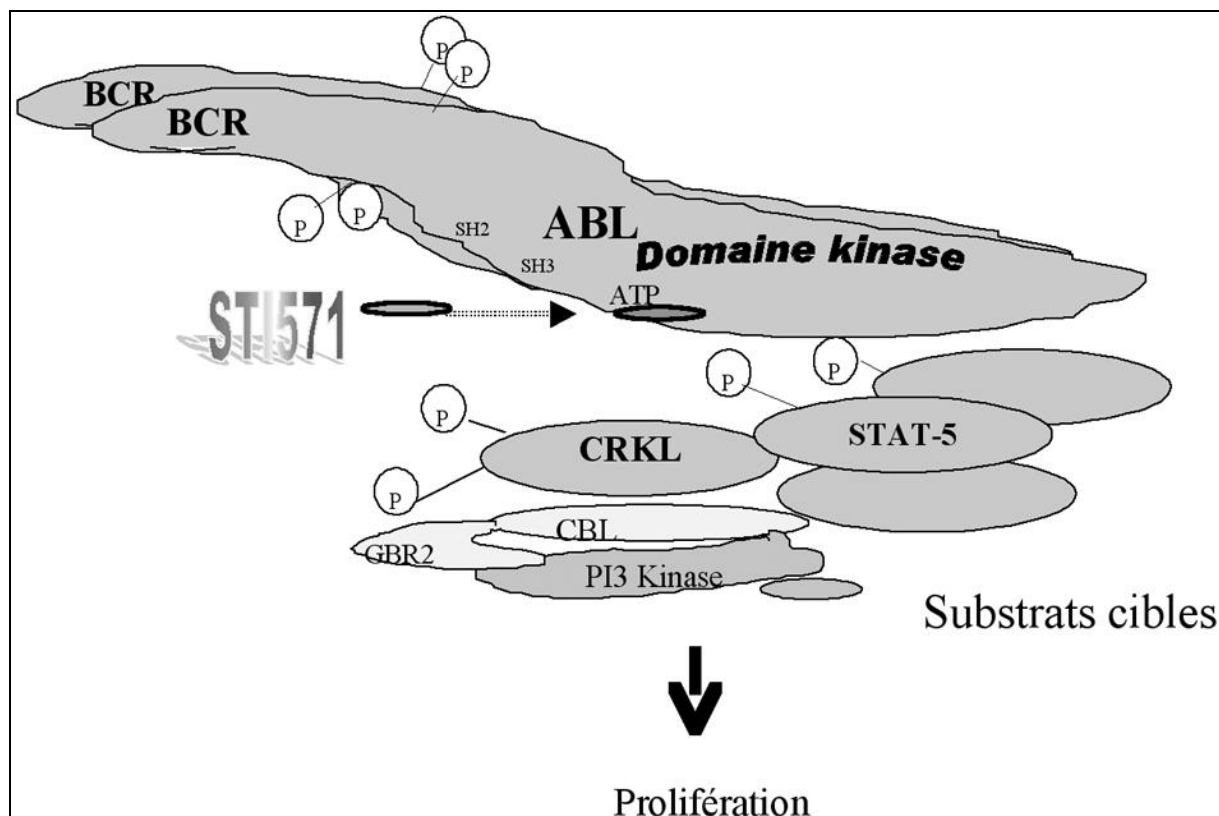 P
P
BCR
BCR
P
P
SH2
ABL
SH3
Domaine kinase
ATP
STI571
P
P
P
STAT-5
CRKL
P
CBL
GBR2
PI3 Kinase
Substrats cibles
Prolifération